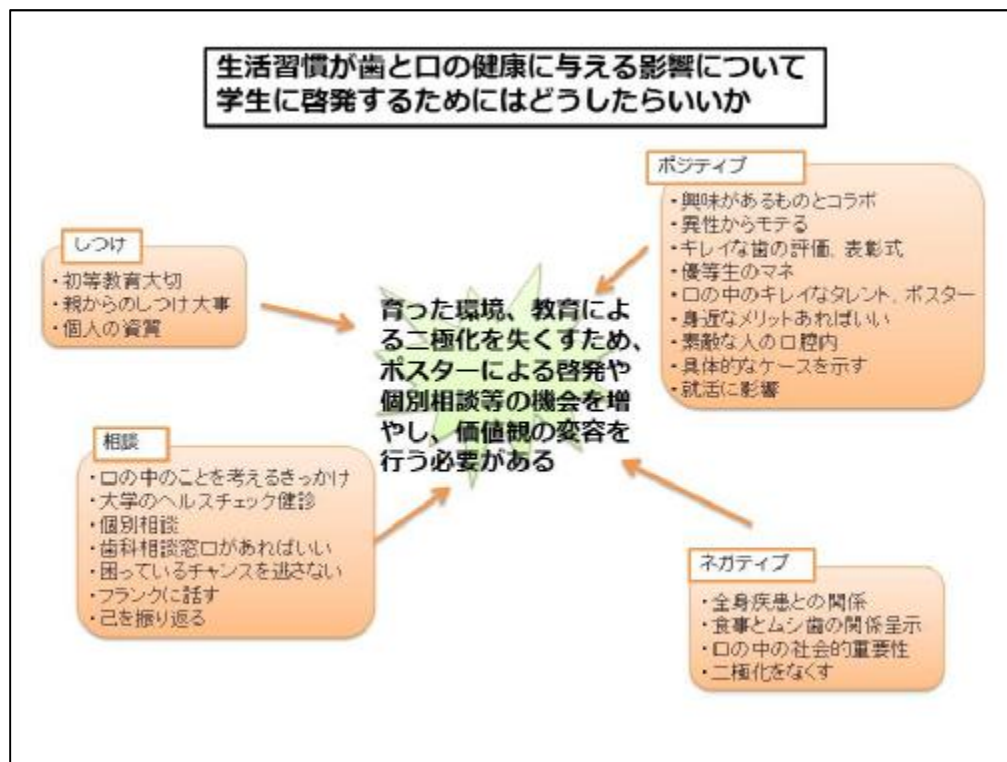 生活習慣が歯と口の健康に与える影響について
学生に啓発するためにはどうしたらいいか
ポジティブ
・興味があるものとコラボ
・異性からモテる
・キレイな歯の評価、表彰式
・優等生のマネ
・口の中のキレイなタレント、ポスター
・身近なメリットあればいい
・素敵な人の口腔内
・具体的なケースを示す
・就活に影響
しつけ
・初等教育大切
・親からのしつけ大事
・個人の資質
育った環境、教育によ
る二極化を失くすため、
ポスターによる啓発や
個別相談等の機会を増
やし、価値観の変容を
行う必要がある
相談
・口の中のことを考えるきっかけ
・大学のヘルスチェック健診
・個別相談
・歯科相談窓口があればいい
・困っているチャンスを逃さない
・フランクに話す
・己を振り返る
ネガティブ
・全身疾患との関係
・食事とムシ歯の関係呈示
・口の中の社会的重要性
・二極化をなくす